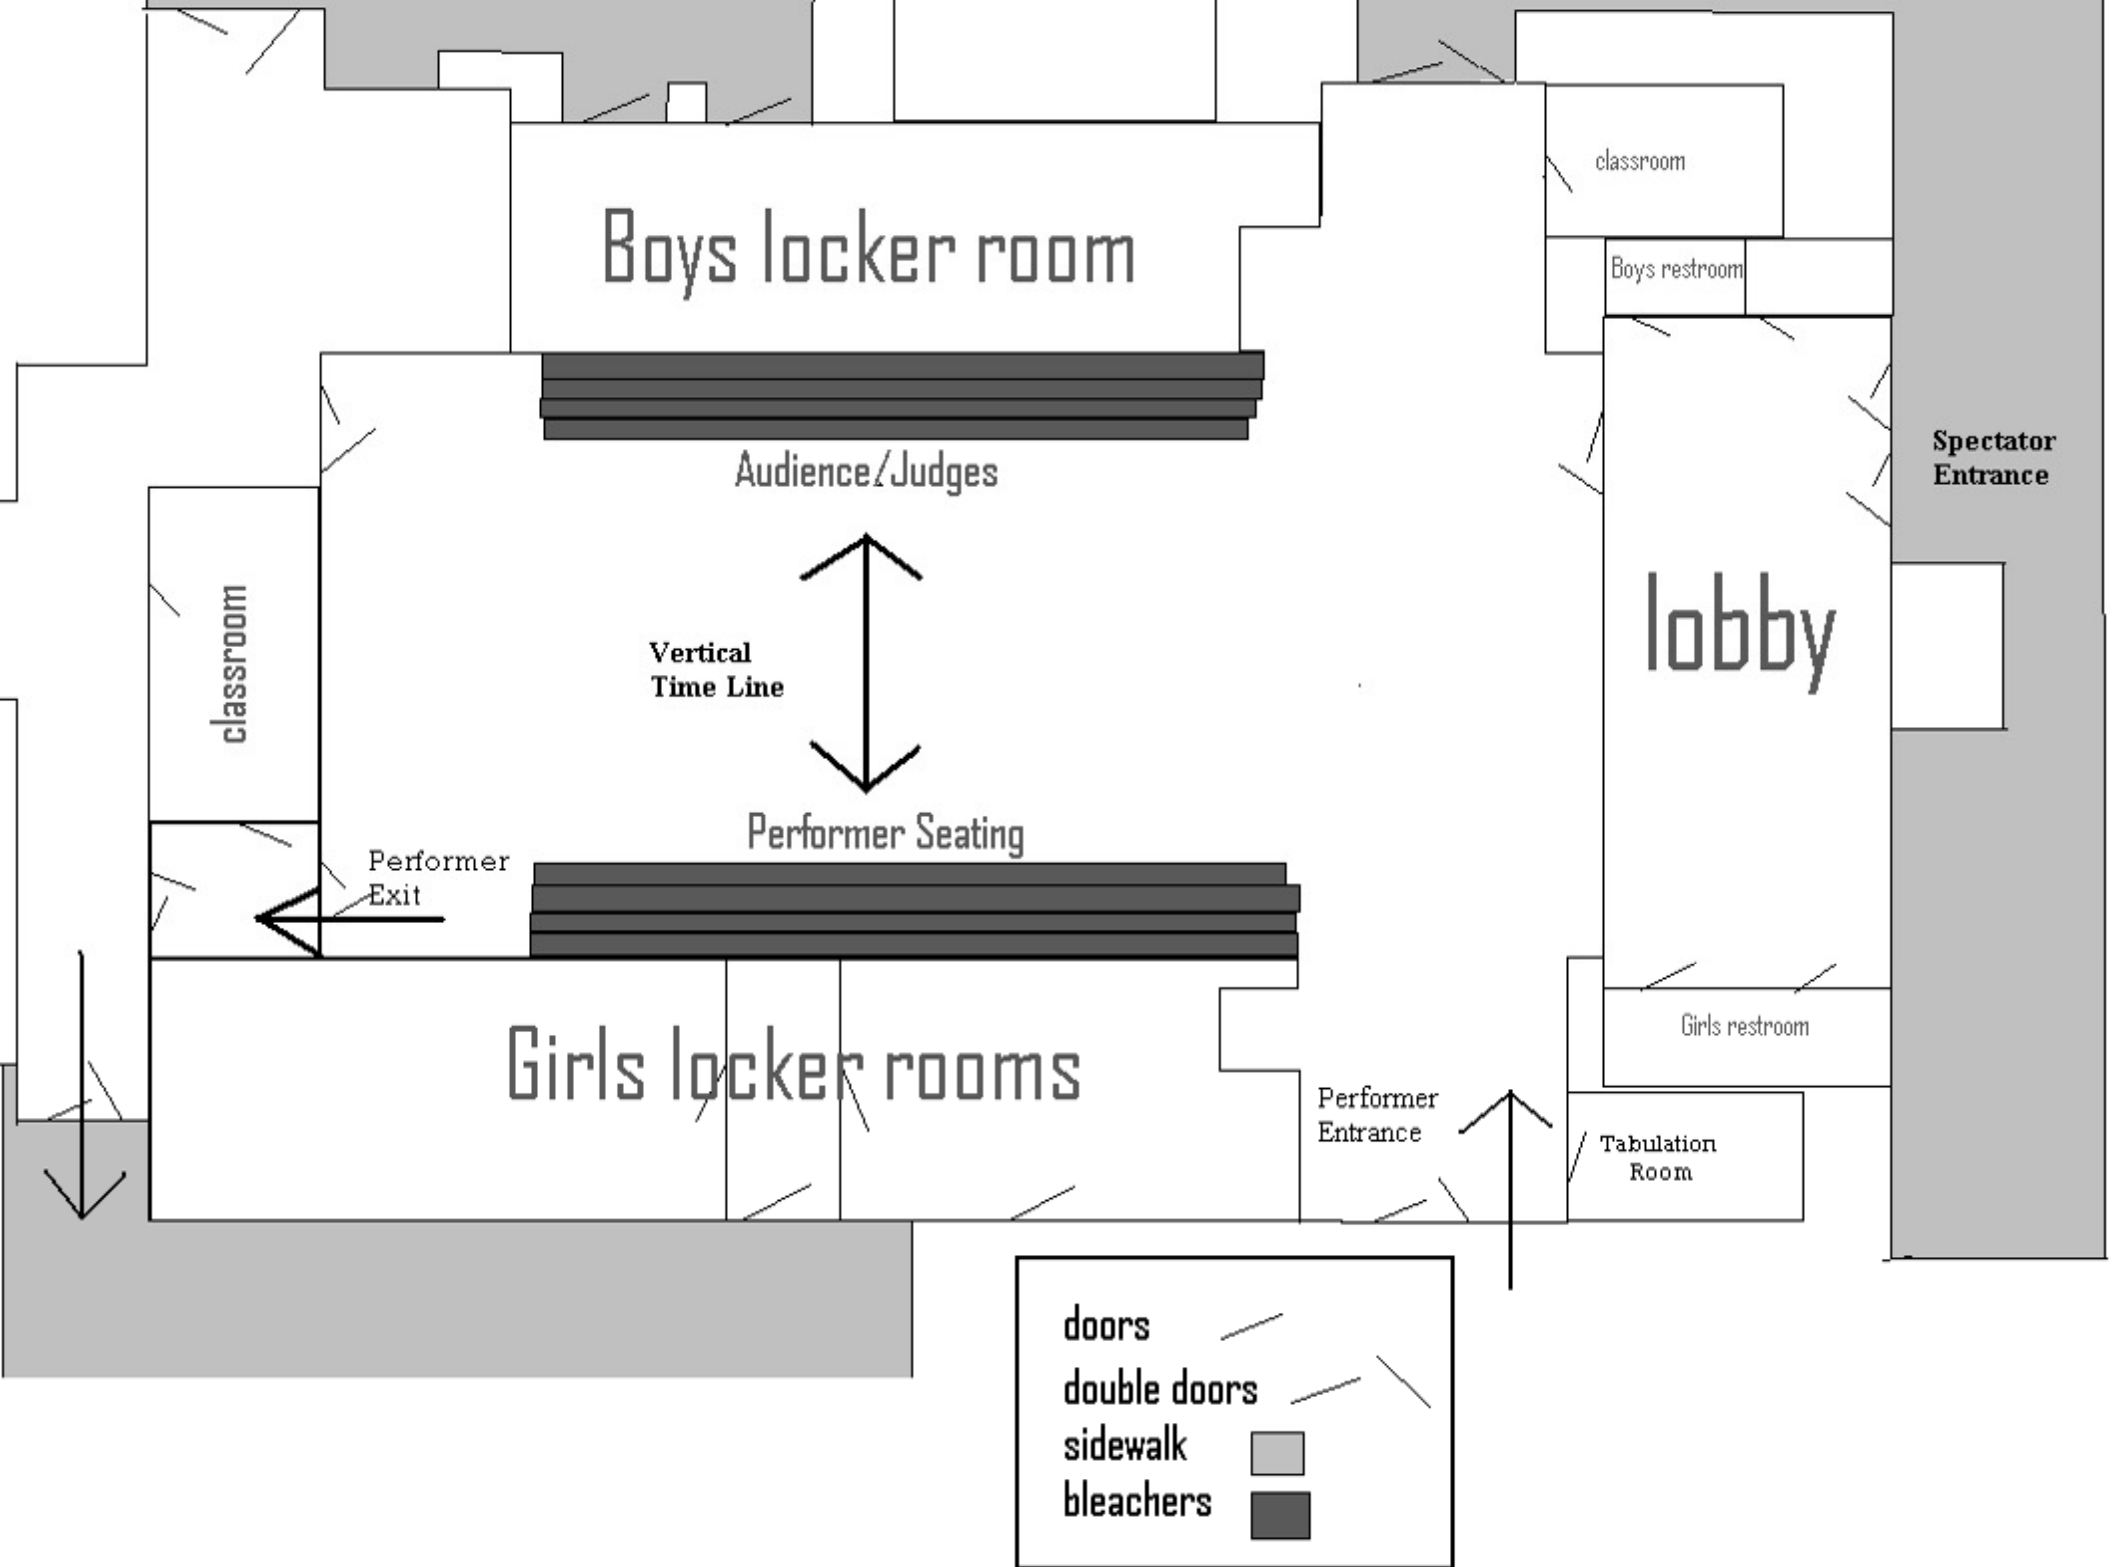 classroom
Boys locker room
Boys restroom
Audience/Judges
Spectator
Entrance
classroom
Vertical
Time Line
lobby
Performer Seating
Performer
Exit
Girls locker rooms
Girls restroom
Performer
Entrance
Tabulation
Room
doors
double doors
sidewalk
bleachers